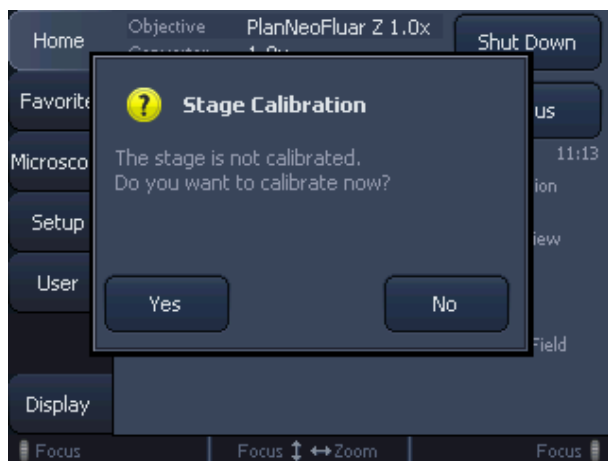 Home
Objective PlanNeoFluar Z 1.0x
Shut Down
Favorite
us
Stage Calibration
Microsco
The stage is not calibrated.
Do you want to calibrate now?
11:13
ion
Setup
iew
User
Yes
No
Field
Display
Focus
Focus ↕ ↔ Zoom
Focus